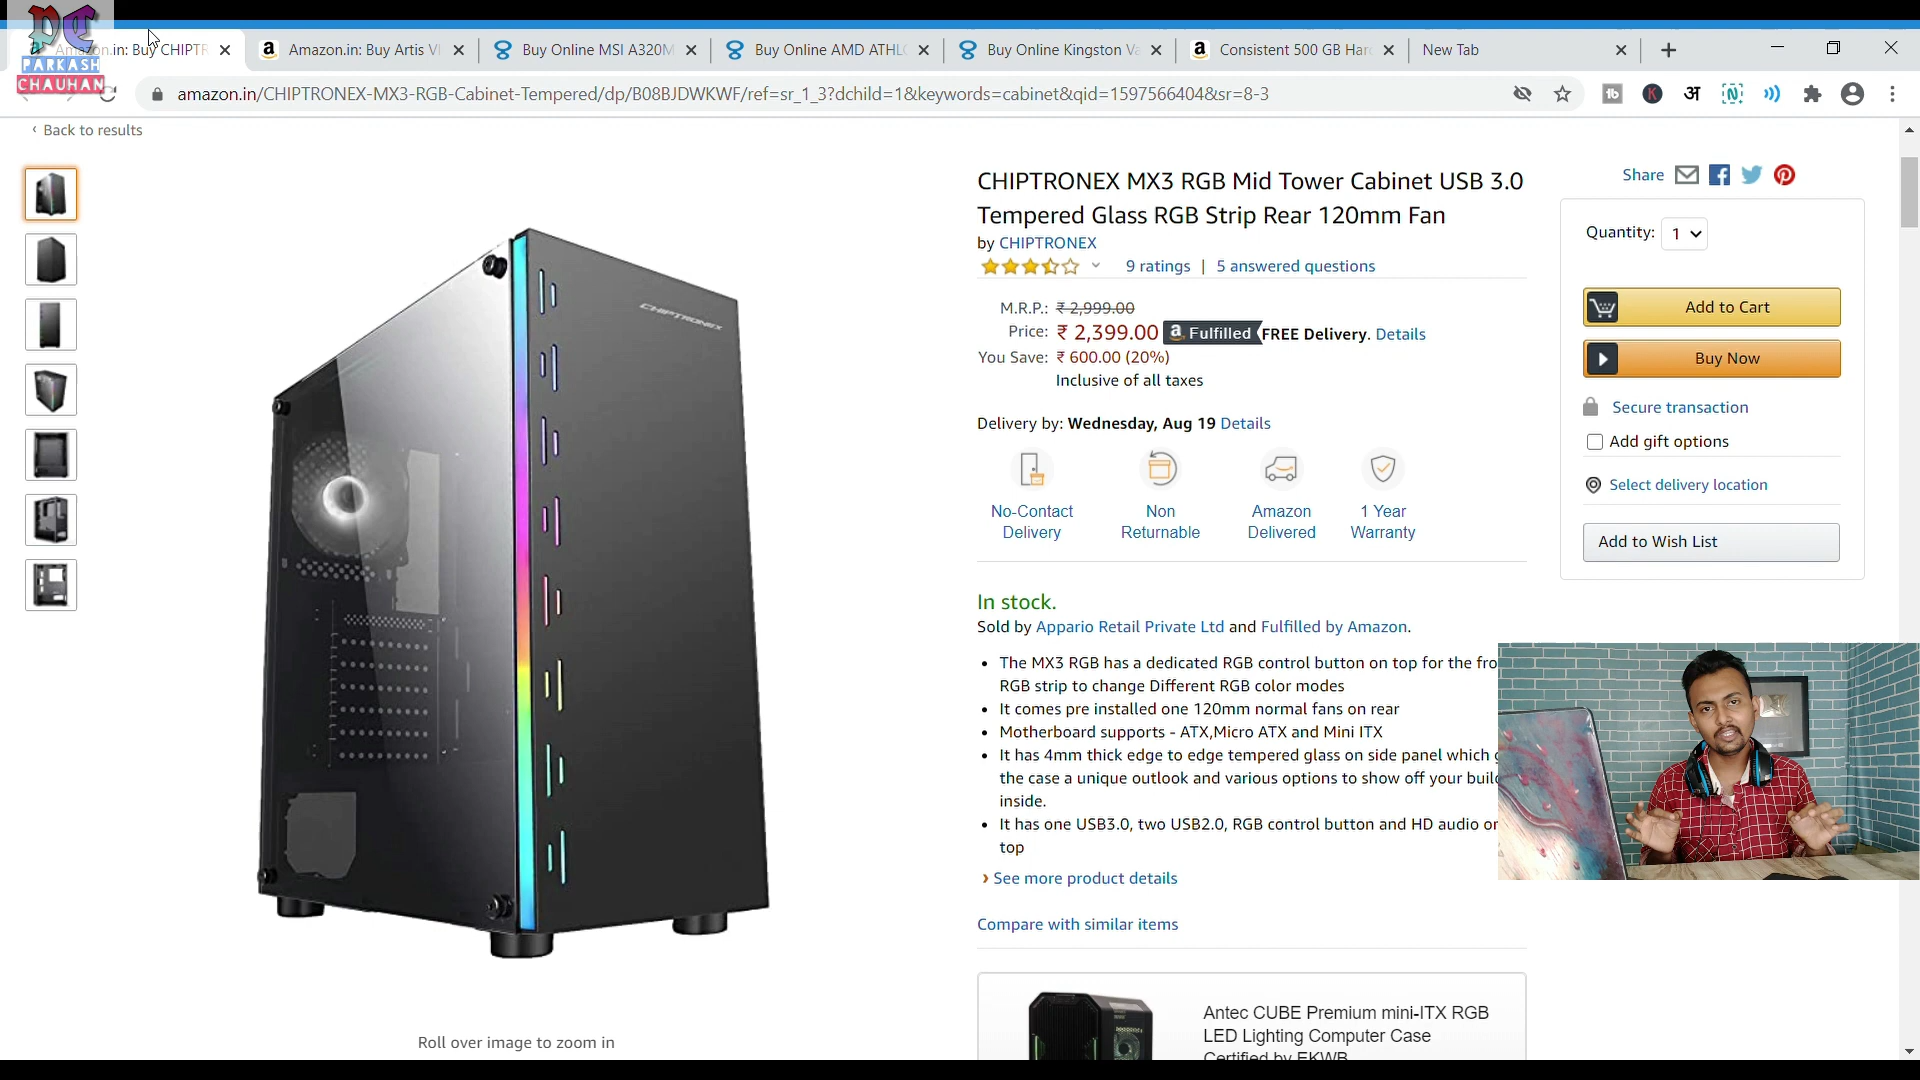 PC
PARKASH
CHAUHAN
Amazon.in: Buy CHIPTR
Amazon.in: Buy Artis V
Buy Online MSI A320M
Buy Online AMD ATHL
Buy Online Kingston Va
Consistent 500 GB Har
New Tab
amazon.in/CHIPTRONEX-MX3-RGB-Cabinet-Tempered/dp/B08BJDWKWF/ref=sr_1_3?dchild=1&keywords=cabinet&qid=1597566404&sr=8-3
‹ Back to results
CHIPTRONEX
Roll over image to zoom in
CHIPTRONEX MX3 RGB Mid Tower Cabinet USB 3.0
Tempered Glass RGB Strip Rear 120mm Fan
by CHIPTRONEX
9 ratings | 5 answered questions
M.R.P.: ₹ 2,999.00
Price: ₹ 2,399.00 a Fulfilled FREE Delivery. Details
You Save: ₹ 600.00 (20%)
Inclusive of all taxes
Delivery by: Wednesday, Aug 19 Details
No-Contact
Delivery
Non
Returnable
Amazon
Delivered
1 Year
Warranty
In stock.
Sold by Appario Retail Private Ltd and Fulfilled by Amazon.
• The MX3 RGB has a dedicated RGB control button on top for the fro
RGB strip to change Different RGB color modes
• It comes pre installed one 120mm normal fans on rear
• Motherboard supports - ATX,Micro ATX and Mini ITX
• It has 4mm thick edge to edge tempered glass on side panel which
the case a unique outlook and various options to show off your buil
inside.
• It has one USB3.0, two USB2.0, RGB control button and HD audio on
top
› See more product details
Compare with similar items
Antec CUBE Premium mini-ITX RGB
LED Lighting Computer Case
Certified by EKWB
Share
Quantity: 1
Add to Cart
Buy Now
Secure transaction
Add gift options
Select delivery location
Add to Wish List